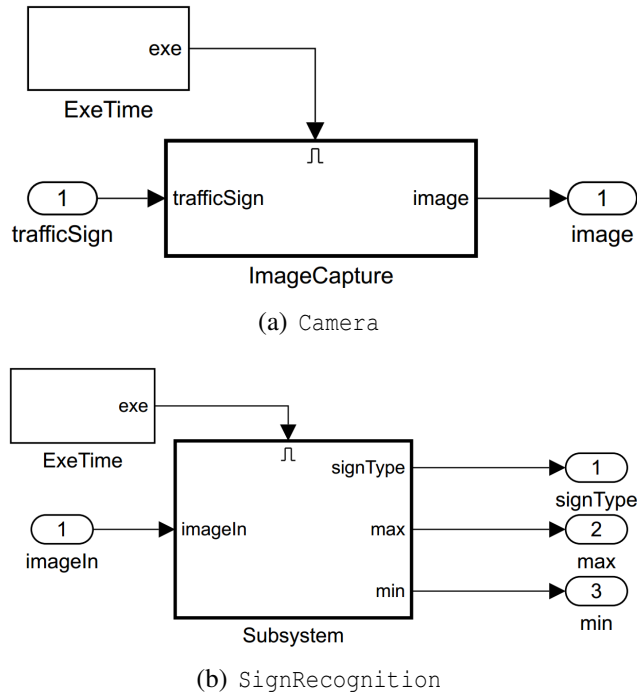 exe
ExeTime
1
trafficSign
trafficSign
image
1
image
ImageCapture
(a) Camera
exe
ExeTime
1
imageIn
imageIn
signType
max
min
1
signType
2
max
3
min
Subsystem
(b) SignRecognition